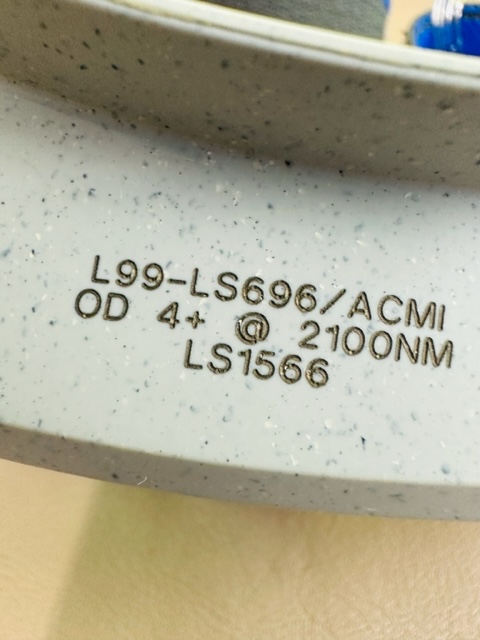 L99-LS696/ACMI
OD 4+ @ 2100NM
LS1566